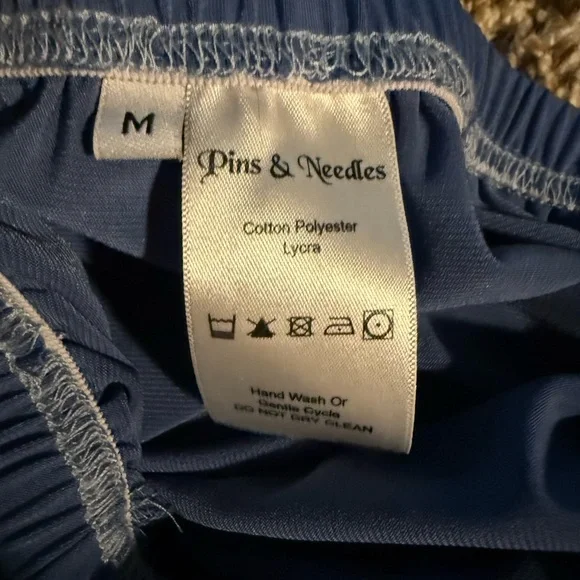 M
Pins & Needles
Cotton Polyester
Lycra
Hand Wash Or
Gentle Cycle
DO NOT DRY CLEAN